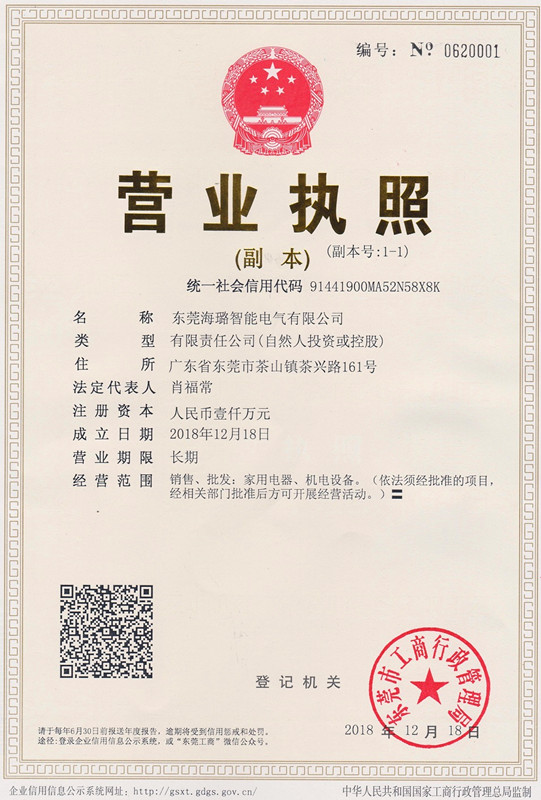 编号: Nº 0620001
营业执照
(副 本) (副本号:1-1)
统一社会信用代码 91441900MA52N58X8K
名 称 东莞海璐智能电气有限公司
类 型 有限责任公司(自然人投资或控股)
住 所 广东省东莞市茶山镇茶兴路161号
法定代表人 肖福常
注册资本 人民币壹仟万元
成立日期 2018年12月18日
营业期限 长期
经营范围 销售、批发: 家用电器、机电设备。(依法须经批准的项目,
经相关部门批准后方可开展经营活动。)
东莞市工商行政管理局
登记机关
2018 年 12 月 18 日
请于每年6月30日前报送年度报告,逾期将受到信用惩戒和处罚。
途径:登录企业信用信息公示系统,或“东莞工商”微信公众号。
企业信用信息公示系统网址: http://gsxt.gdgs.gov.cn/
中华人民共和国国家工商行政管理总局监制